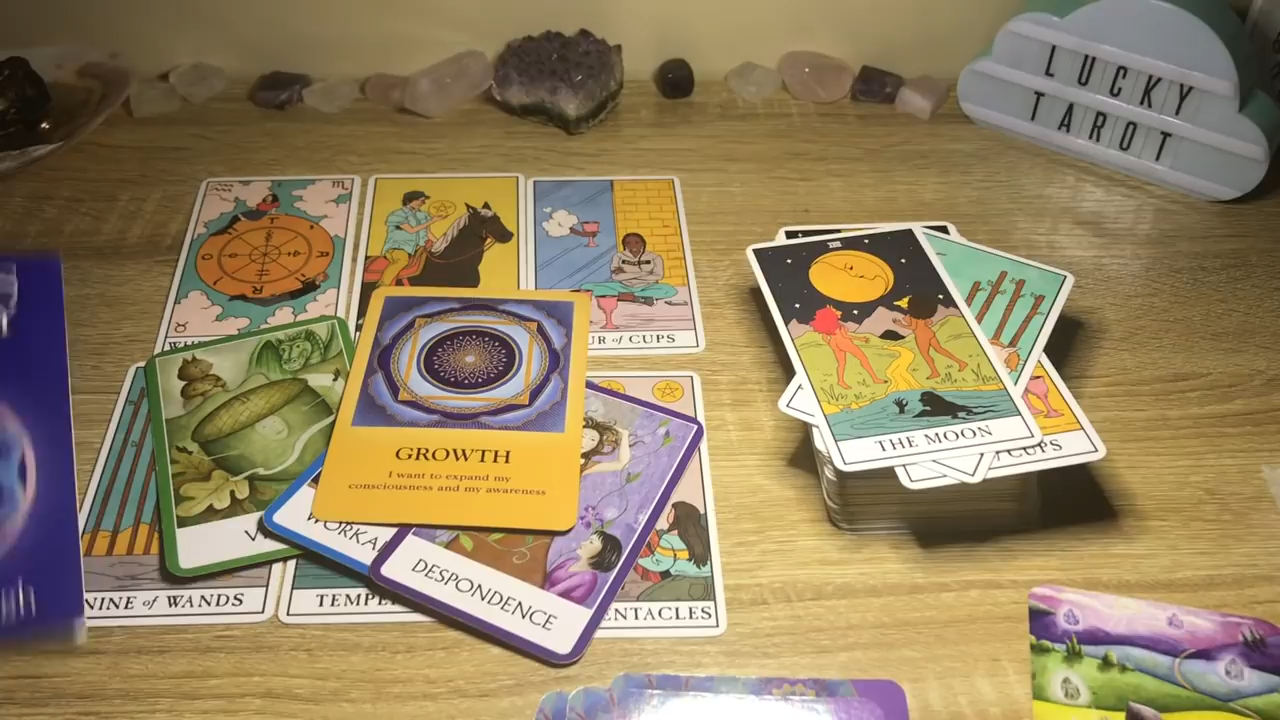 LUCKY
TAROT
UR of CUPS
THE MOON
CUPS
GROWTH
I want to expand my
consciousness and my awareness
WORKA
DESPONDENCE
NINE of WANDS
TEMPE
ENTACLES